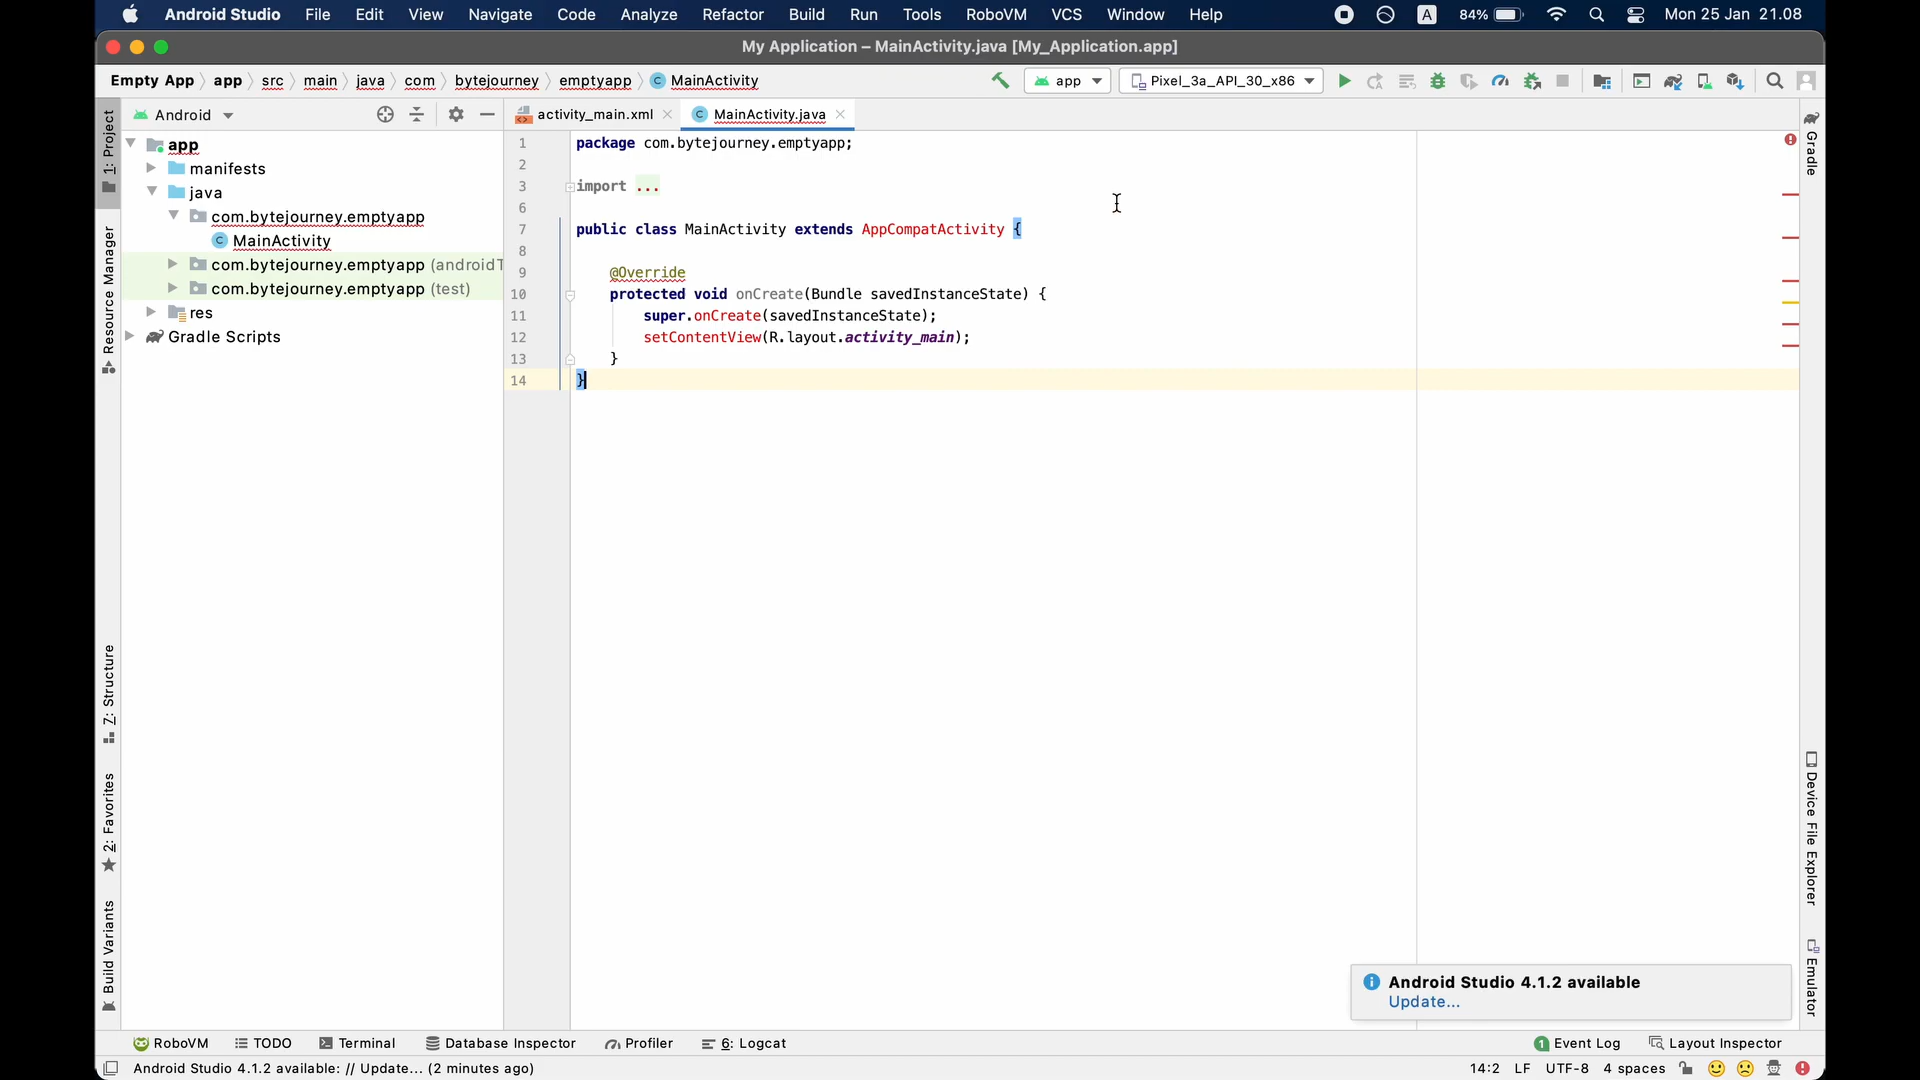 Android Studio File Edit View Navigate Code Analyze Refactor Build Run Tools RoboVM VCS Window Help A 84% Mon 25 Jan 21.08
My Application – MainActivity.java [My_Application.app]
Empty App app src main java com bytejourney emptyapp C MainActivity app Pixel_3a_API_30_x86
Android
activity_main.xml
C MainActivity.java
1: Project
Resource Manager
Z: Structure
2: Favorites
Build Variants
app
manifests
java
com.bytejourney.emptyapp
C MainActivity
com.bytejourney.emptyapp (androidT
com.bytejourney.emptyapp (test)
res
Gradle Scripts
1 package com.bytejourney.emptyapp;
2
3 import ...
6
7 public class MainActivity extends AppCompatActivity {
8
9 @Override
10 protected void onCreate(Bundle savedInstanceState) {
11 super.onCreate(savedInstanceState);
12 setContentView(R.layout.activity_main);
13 }
14 }
Gradle
Device File Explorer
Emulator
Android Studio 4.1.2 available
Update...
RoboVM TODO Terminal Database Inspector Profiler 6: Logcat 1 Event Log Layout Inspector
Android Studio 4.1.2 available: // Update... (2 minutes ago) 14:2 LF UTF-8 4 spaces